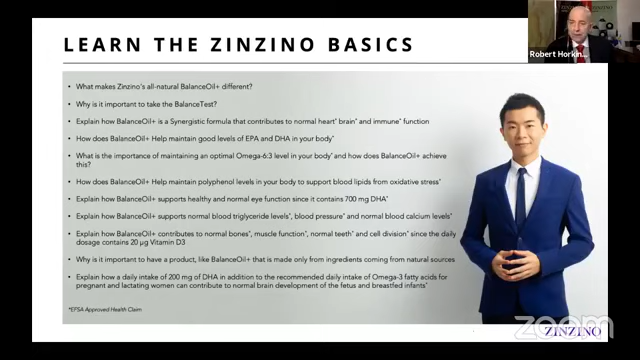 LEARN THE ZINZINO BASICS
Robert Horkin...
• What makes Zinzino's all-natural BalanceOil+ different?
• Why is it important to take the BalanceTest?
• Explain how BalanceOil+ is a Synergistic formula that contributes to normal heart* brain* and immune* function
• How does BalanceOil+ Help maintain good levels of EPA and DHA in your body*
• What is the importance of maintaining an optimal Omega-6:3 level in your body* and how does BalanceOil+ achieve
this?
• How does BalanceOil+ Help maintain polyphenol levels in your body to support blood lipids from oxidative stress*
• Explain how BalanceOil+ supports healthy and normal eye function since it contains 700 mg DHA*
• Explain how BalanceOil+ supports normal blood triglyceride levels*, blood pressure* and normal blood calcium levels*
• Explain how BalanceOil+ contributes to normal bones*, muscle function*, normal teeth* and cell division* since the daily
dosage contains 20 µg Vitamin D3
• Why is it important to have a product, like BalanceOil+ that is made only from ingredients coming from natural sources
• Explain how a daily intake of 200 mg of DHA in addition to the recommended daily intake of Omega-3 fatty acids for
pregnant and lactating women can contribute to normal brain development of the fetus and breastfed infants*
*EFSA Approved Health Claim
zoom
ZINZINO